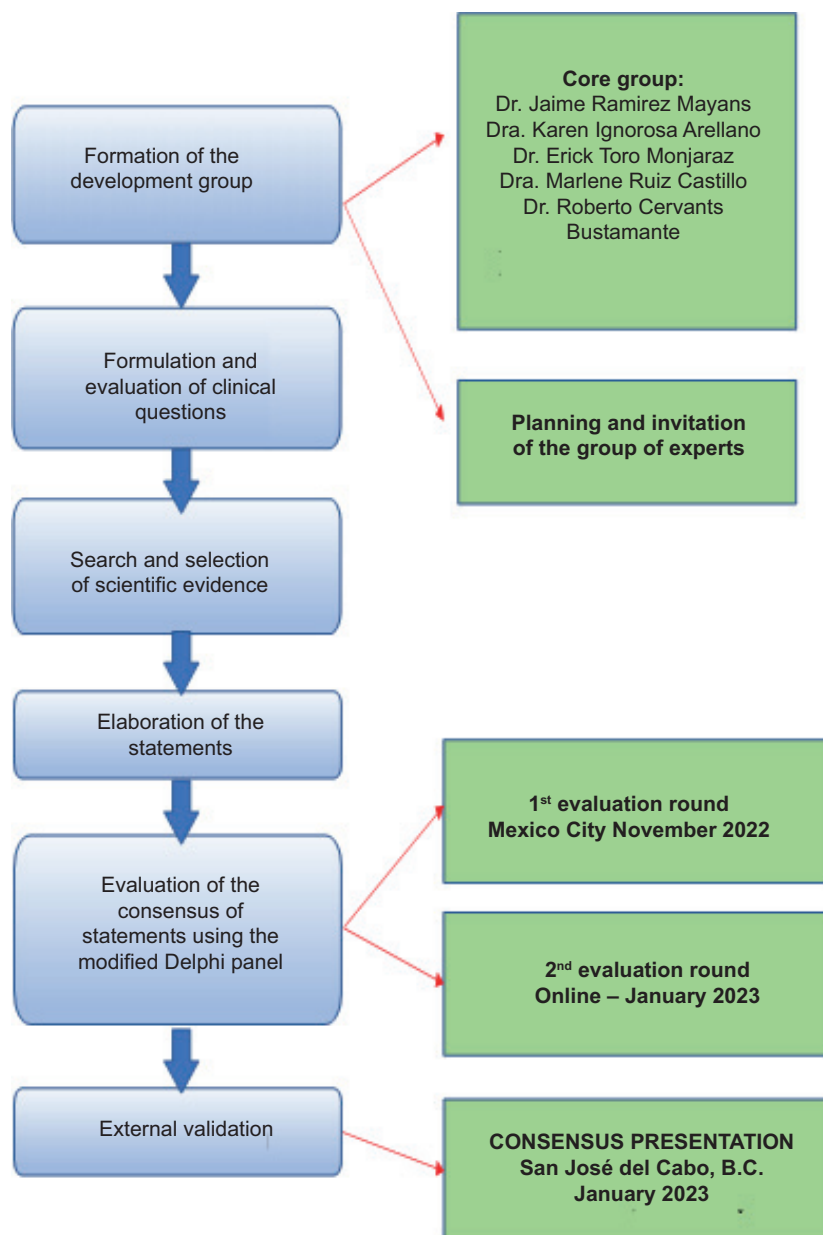 Formation of the
development group
Core group:
Dr. Jaime Ramirez Mayans
Dra. Karen Ignorosa Arellano
Dr. Erick Toro Monjaraz
Dra. Marlene Ruiz Castillo
Dr. Roberto Cervants
Bustamante
Planning and invitation
of the group of experts
Formulation and
evaluation of clinical
questions
Search and selection
of scientific evidence
Elaboration of the
statements
Evaluation of the
consensus of
statements using the
modified Delphi panel
1st evaluation round
Mexico City November 2022
2nd evaluation round
Online – January 2023
External validation
CONSENSUS PRESENTATION
San José del Cabo, B.C.
January 2023